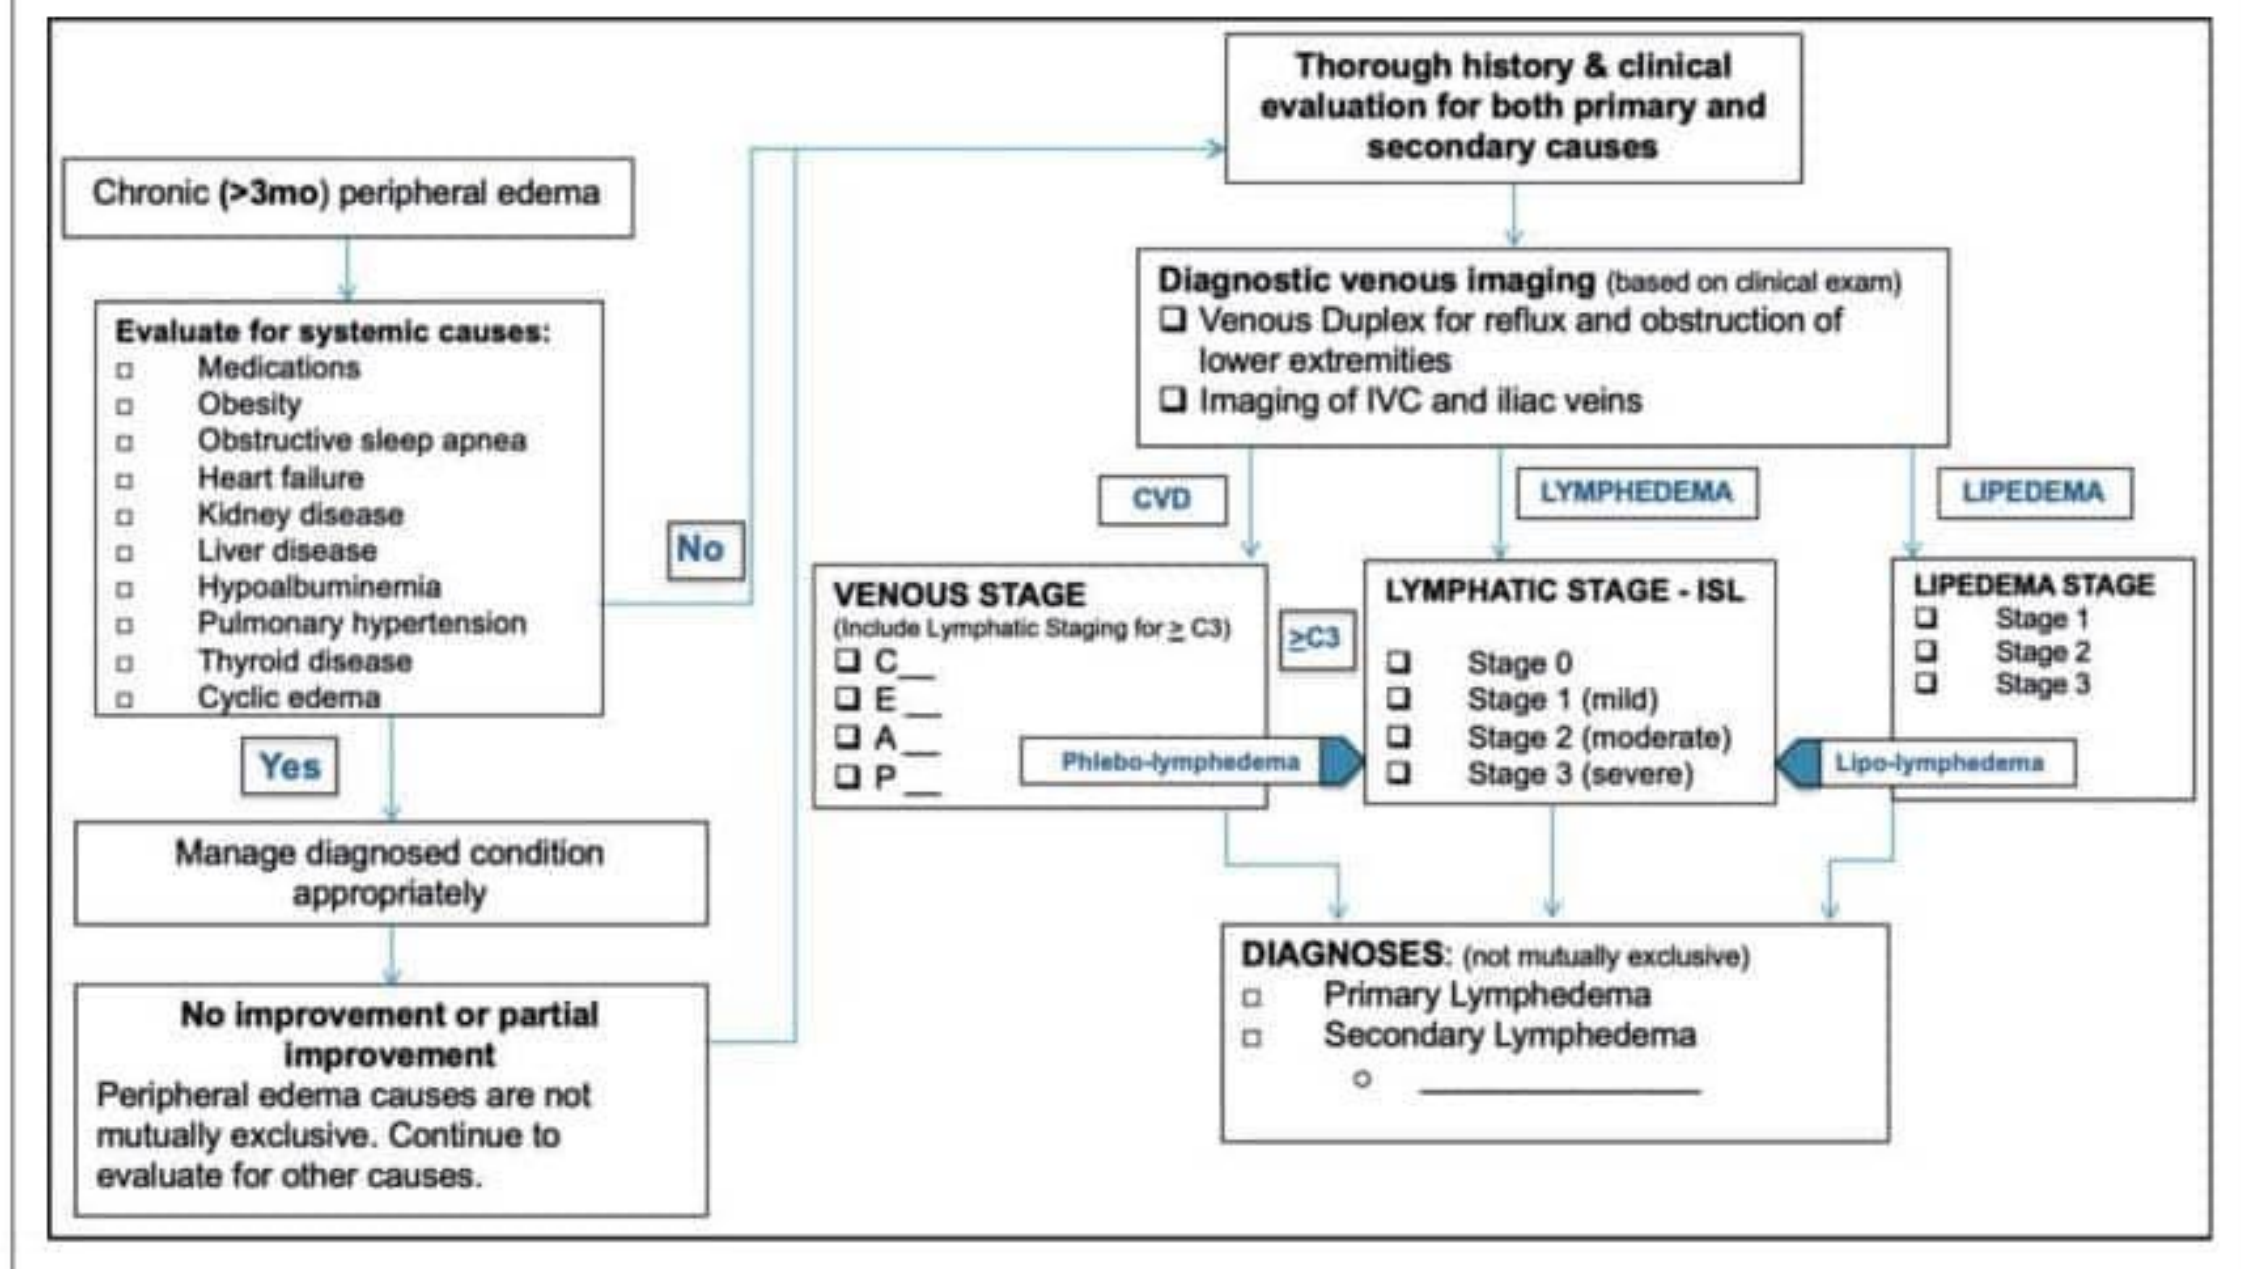 Chronic (>3mo) peripheral edema
Evaluate for systemic causes:
Medications
Obesity
Obstructive sleep apnea
Heart failure
Kidney disease
Liver disease
Hypoalbuminemia
Pulmonary hypertension
Thyroid disease
Cyclic edema
No
Yes
Manage diagnosed condition
appropriately
No improvement or partial
improvement
Peripheral edema causes are not
mutually exclusive. Continue to
evaluate for other causes.
Thorough history & clinical
evaluation for both primary and
secondary causes
Diagnostic venous imaging (based on clinical exam)
❑ Venous Duplex for reflux and obstruction of
lower extremities
❑ Imaging of IVC and iliac veins
CVD
LYMPHEDEMA
LIPEDEMA
VENOUS STAGE
(Include Lymphatic Staging for ≥ C3)
❑ C__
❑ E__
❑ A__
❑ P__
≥C3
Phlebo-lymphedema
LYMPHATIC STAGE - ISL
❑ Stage 0
❑ Stage 1 (mild)
❑ Stage 2 (moderate)
❑ Stage 3 (severe)
LIPEDEMA STAGE
❑ Stage 1
❑ Stage 2
❑ Stage 3
Lipo-lymphedema
DIAGNOSES: (not mutually exclusive)
Primary Lymphedema
Secondary Lymphedema